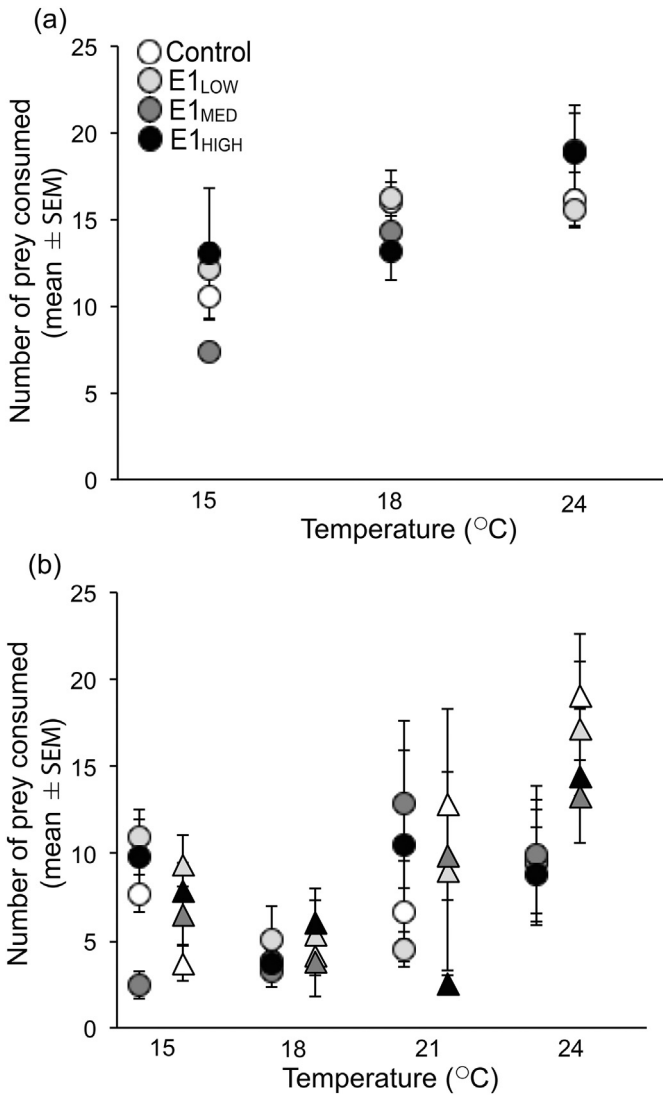 (a)
Control
E1LOW
E1MED
E1HIGH
25
20
15
10
5
0
Number of prey consumed
(mean ± SEM)
15 18 24
Temperature (°C)
(b)
25
20
15
10
5
0
Number of prey consumed
(mean ± SEM)
15 18 21 24
Temperature (°C)